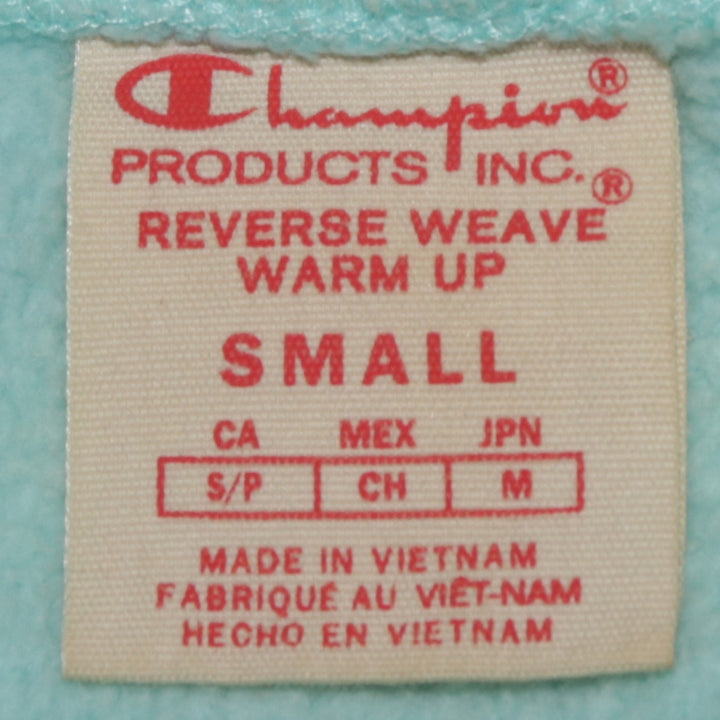 Champion®
PRODUCTS INC.
REVERSE WEAVE®
WARM UP
SMALL
CA MEX JPN
S/P CH M
MADE IN VIETNAM
FABRIQUÉ AU VIÊT-NAM
HECHO EN VIETNAM